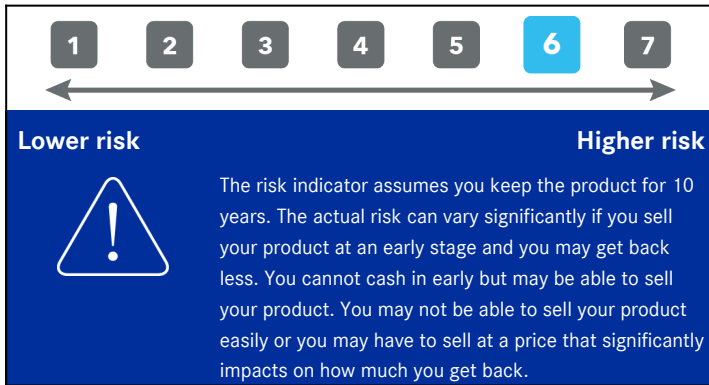 1 2 3 4 5 6 7
Lower risk Higher risk
!
The risk indicator assumes you keep the product for 10
years. The actual risk can vary significantly if you sell
your product at an early stage and you may get back
less. You cannot cash in early but may be able to sell
your product. You may not be able to sell your product
easily or you may have to sell at a price that significantly
impacts on how much you get back.